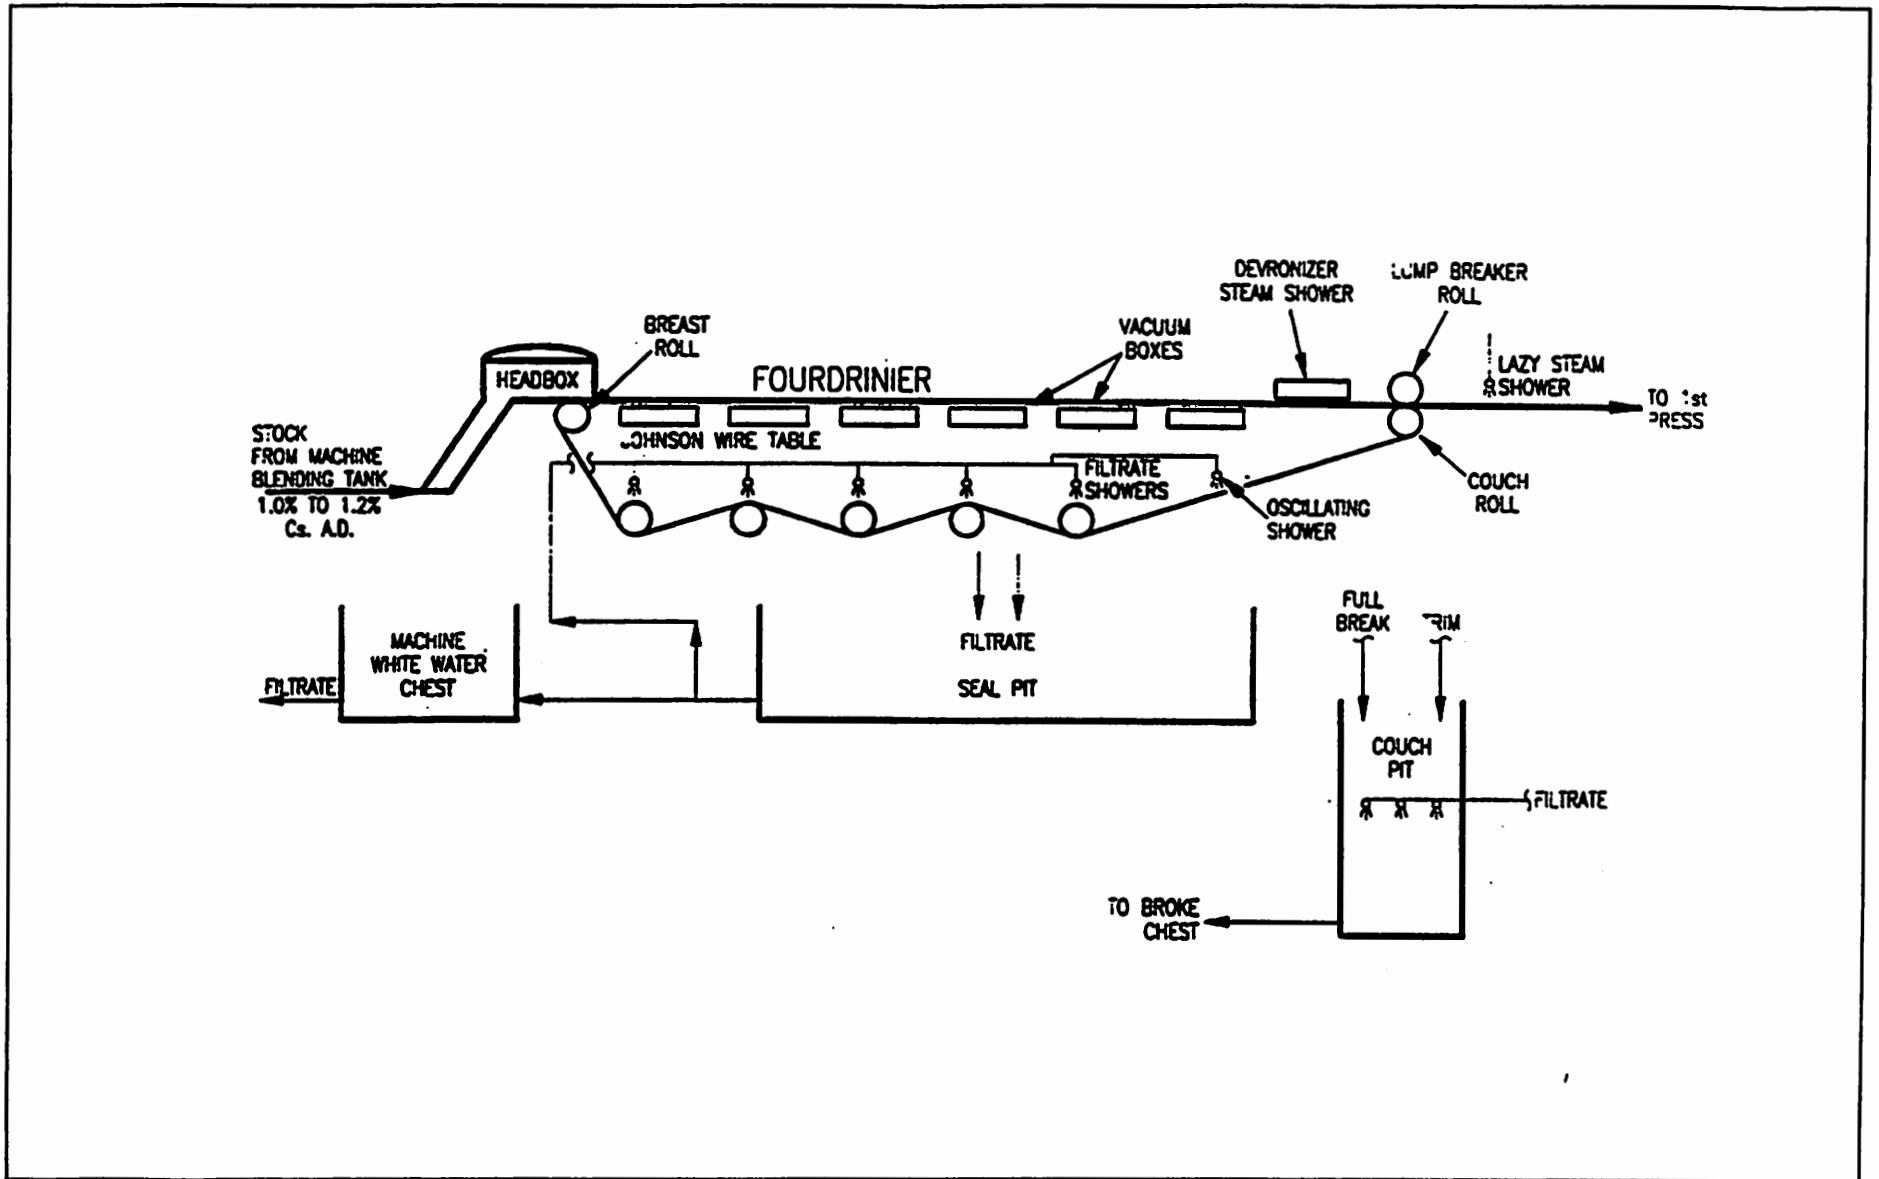 DEVRONIZER
STEAM SHOWER
LUMP BREAKER
ROLL
BREAST
ROLL
VACUUM
BOXES
LAZY STEAM
SHOWER
HEADBOX
FOURDRINIER
TO 1st
PRESS
STOCK
FROM MACHINE
BLENDING TANK
1.0% TO 1.2%
Cs. A.D.
JOHNSON WIRE TABLE
FILTRATE
SHOWERS
COUCH
ROLL
OSCILLATING
SHOWER
FULL
BREAK
TRIM
MACHINE
WHITE WATER
CHEST
FILTRATE
FILTRATE
SEAL PIT
COUCH
PIT
FILTRATE
TO BROKE
CHEST